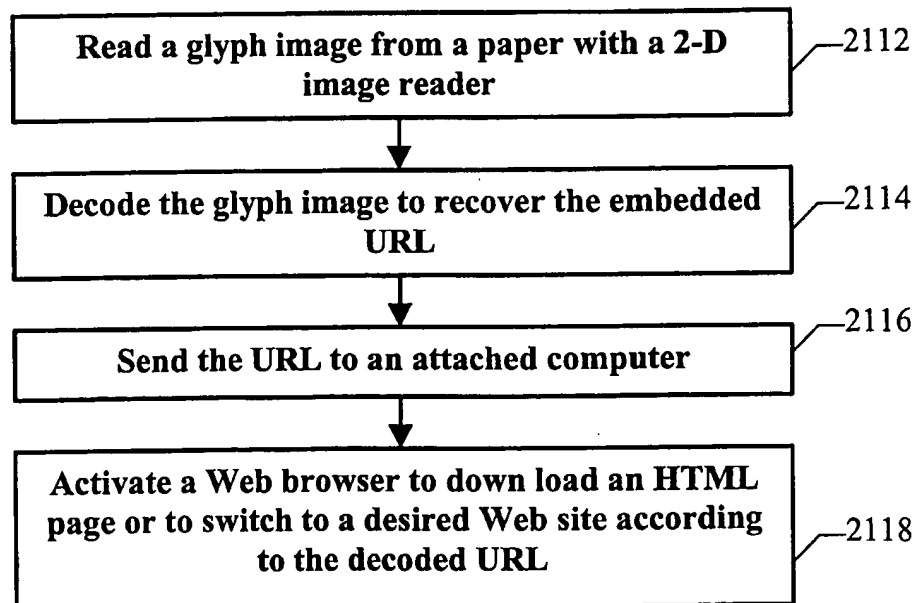 Read a glyph image from a paper with a 2-D
image reader
2112
Decode the glyph image to recover the embedded
URL
2114
Send the URL to an attached computer
2116
Activate a Web browser to down load an HTML
page or to switch to a desired Web site according
to the decoded URL
2118